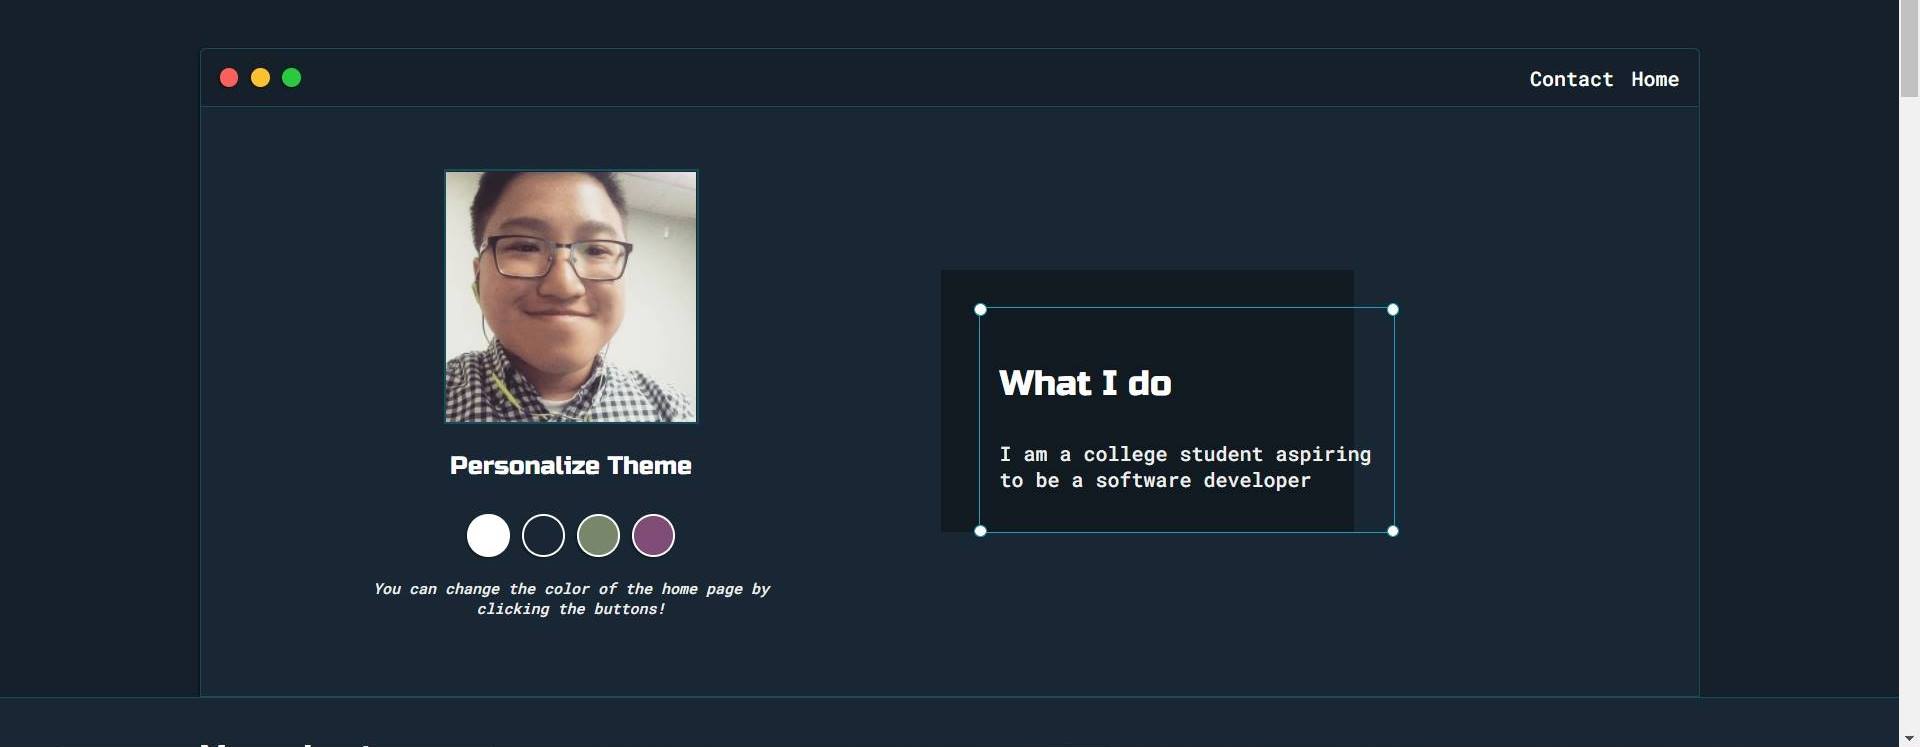 Contact Home
Personalize Theme
You can change the color of the home page by
clicking the buttons!
What I do
I am a college student aspiring
to be a software developer